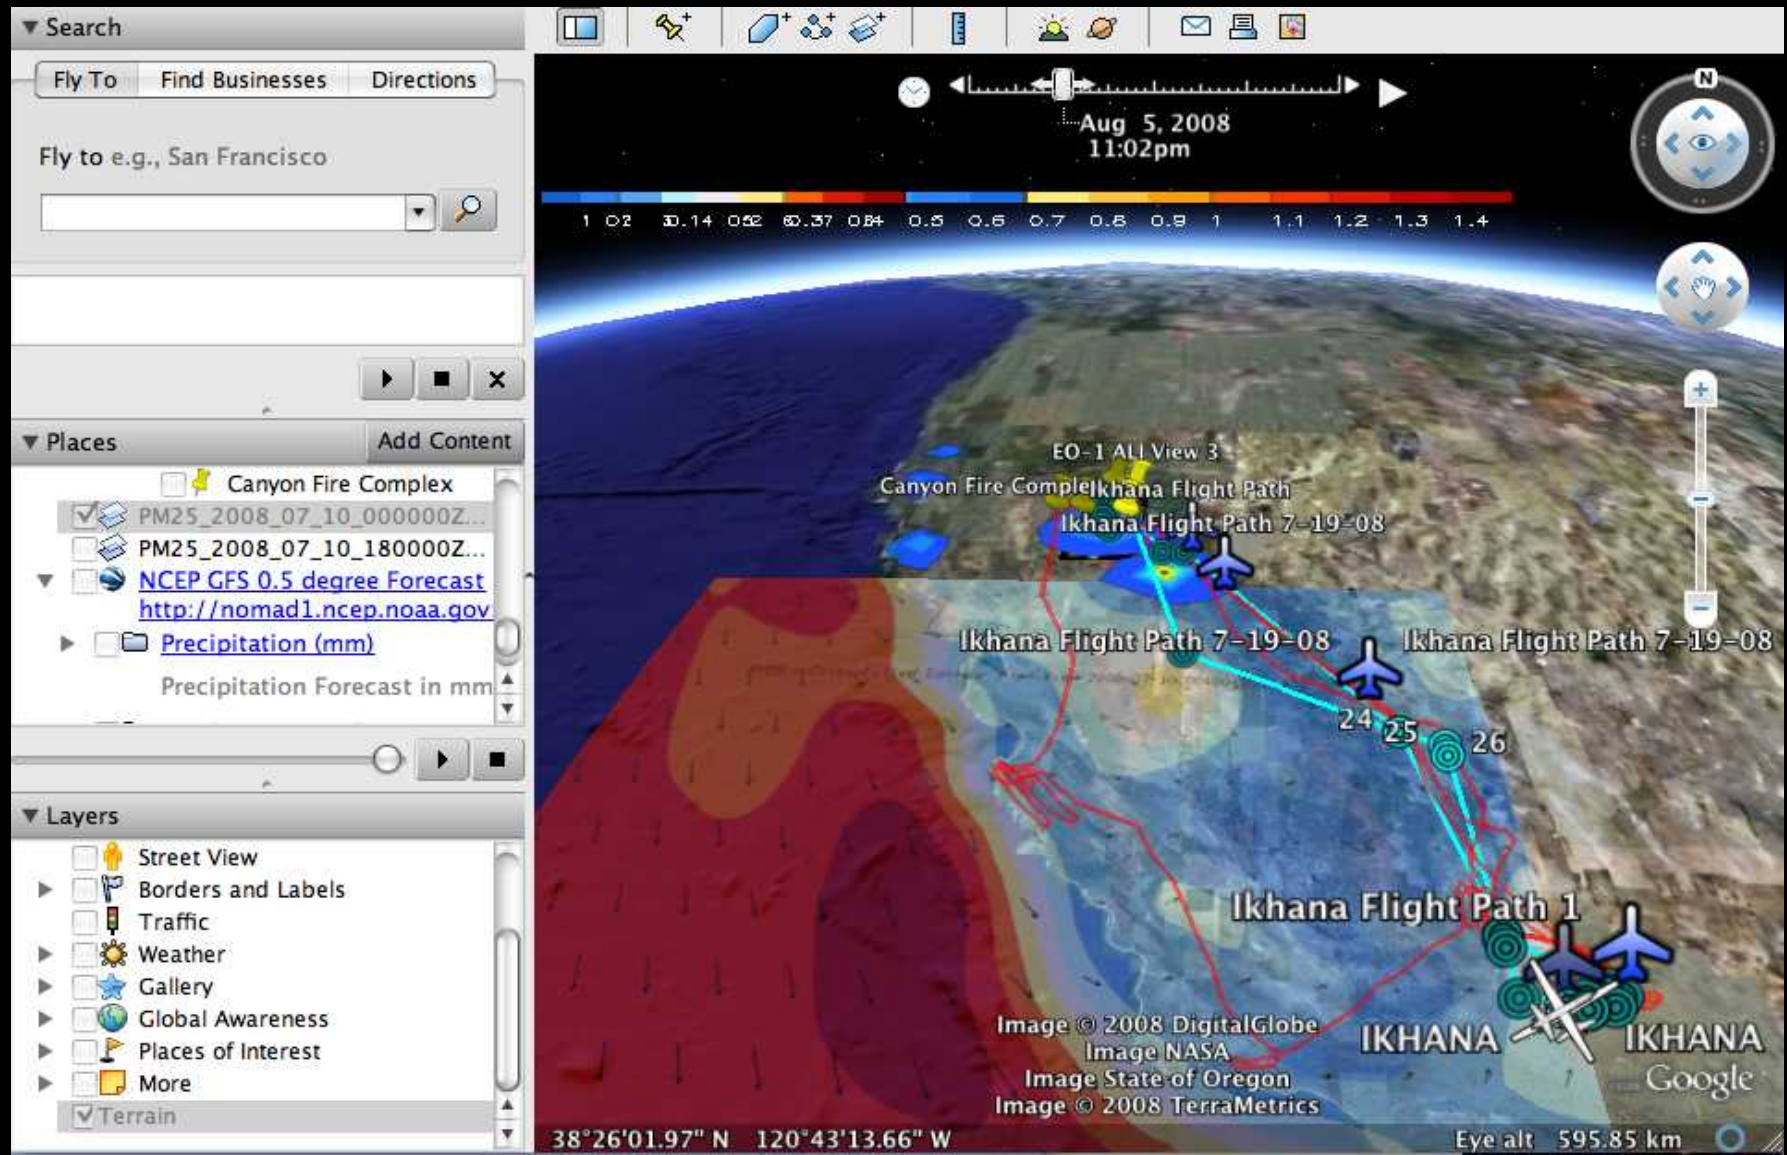 Search
Fly To Find Businesses Directions
Fly to e.g., San Francisco
Places Add Content
Canyon Fire Complex
PM25_2008_07_10_000000Z...
PM25_2008_07_10_180000Z...
NCEP GFS 0.5 degree Forecast
http://nomad1.ncep.noaa.gov
Precipitation (mm)
Precipitation Forecast in mm
Layers
Street View
Borders and Labels
Traffic
Weather
Gallery
Global Awareness
Places of Interest
More
Terrain
N
Aug 5, 2008
11:02pm
0.5 0.6 0.7 0.8 0.9 1 1.1 1.2 1.3 1.4
EO-1 ALI View 3
Canyon Fire Comple
Ikhana Flight Path
Ikhana Flight Path 7-19-08
Ikhana Flight Path 7-19-08
Ikhana Flight Path 7-19-08
24 25 26
Ikhana Flight Path 1
IKHANA
IKHANA
Image © 2008 DigitalGlobe
Image NASA
Image State of Oregon
Image © 2008 TerraMetrics
Google
38°26'01.97" N 120°43'13.66" W
Eye alt 595.85 km